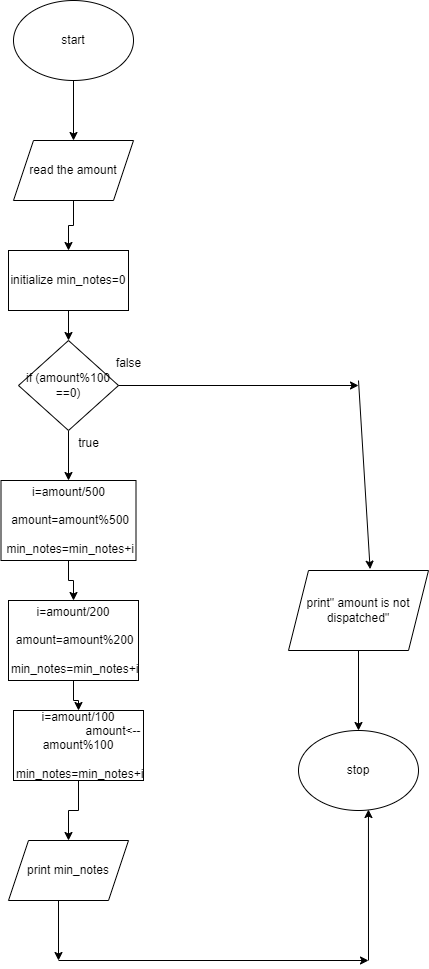 start
read the amount
initialize min_notes=0
if (amount%100
==0)
false
true
i=amount/500
amount=amount%500
min_notes=min_notes+i
i=amount/200
amount=amount%200
min_notes=min_notes+i
i=amount/100
amount<--
amount%100
min_notes=min_notes+i
print min_notes
print" amount is not
dispatched"
stop